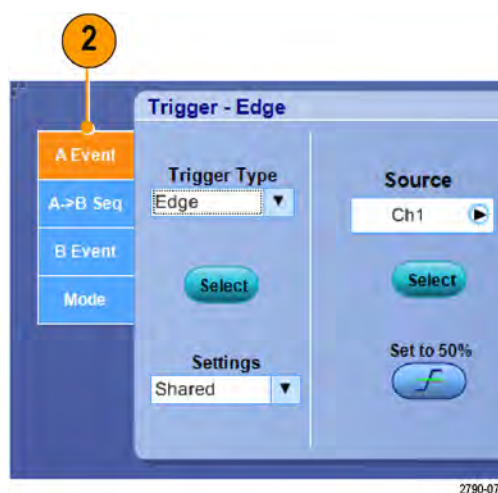 2
Trigger - Edge
A Event
A->B Seq
B Event
Mode
Trigger Type
Edge
Select
Settings
Shared
Source
Ch1
Select
Set to 50%
2790-07